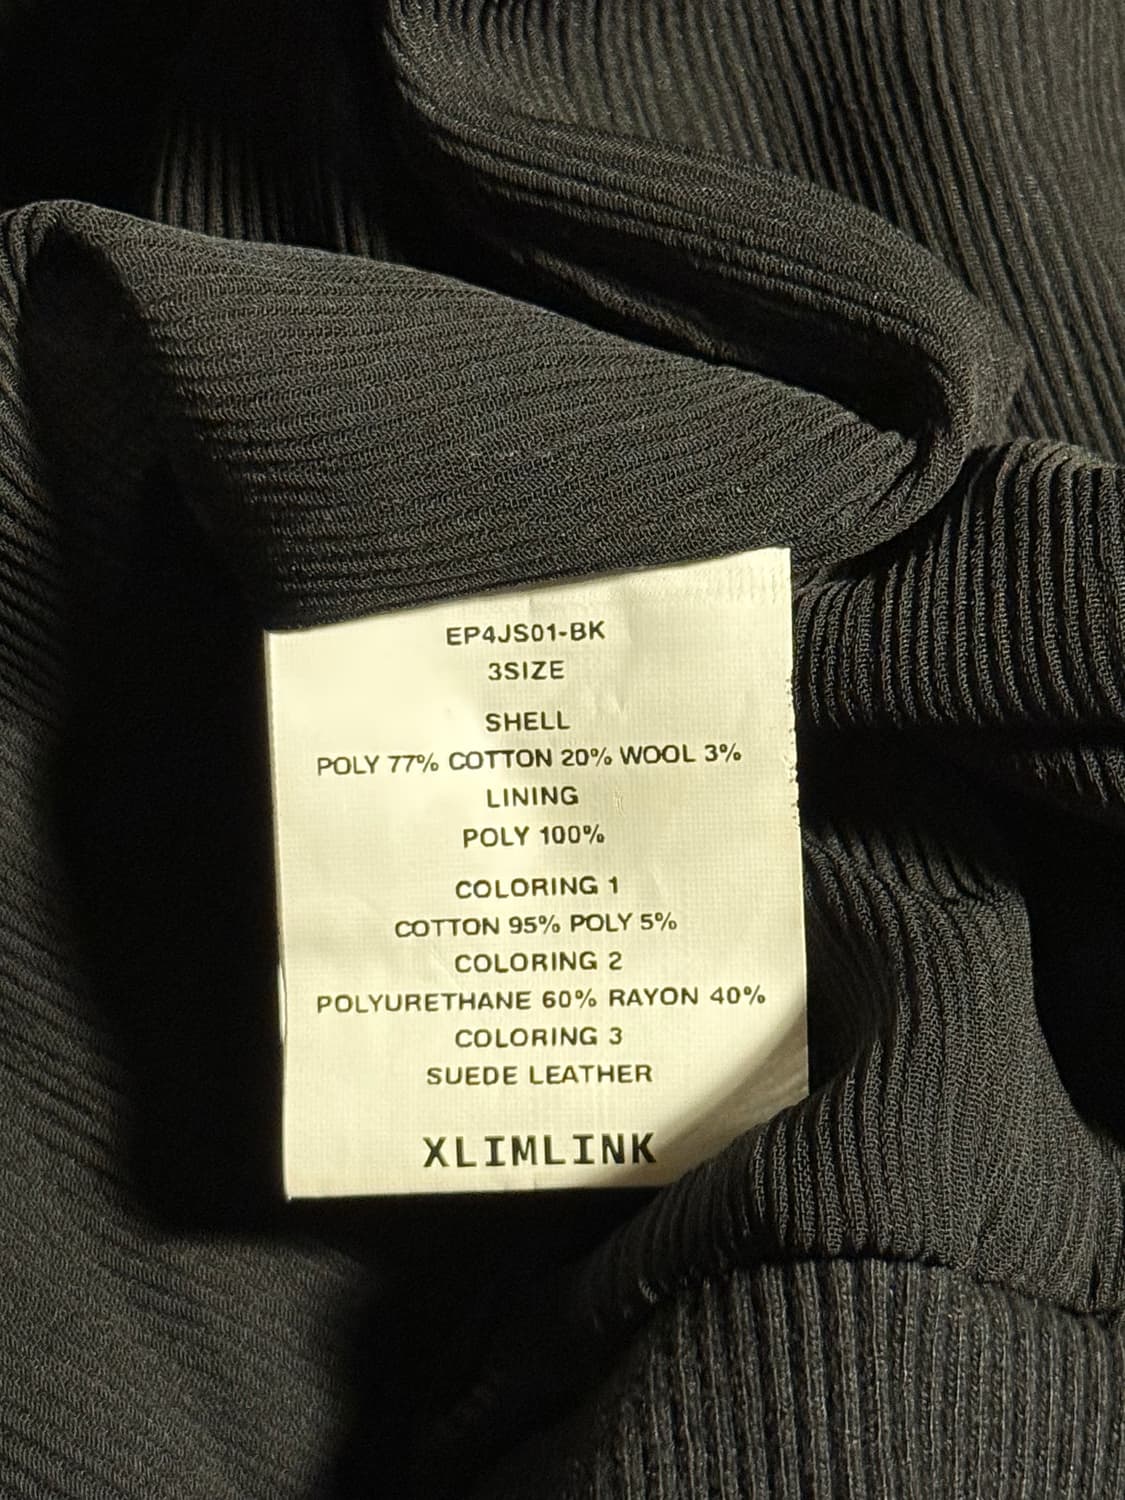 EP4JS01-BK
3SIZE
SHELL
POLY 77% COTTON 20% WOOL 3%
LINING
POLY 100%
COLORING 1
COTTON 95% POLY 5%
COLORING 2
POLYURETHANE 60% RAYON 40%
COLORING 3
SUEDE LEATHER
XLIMLINK